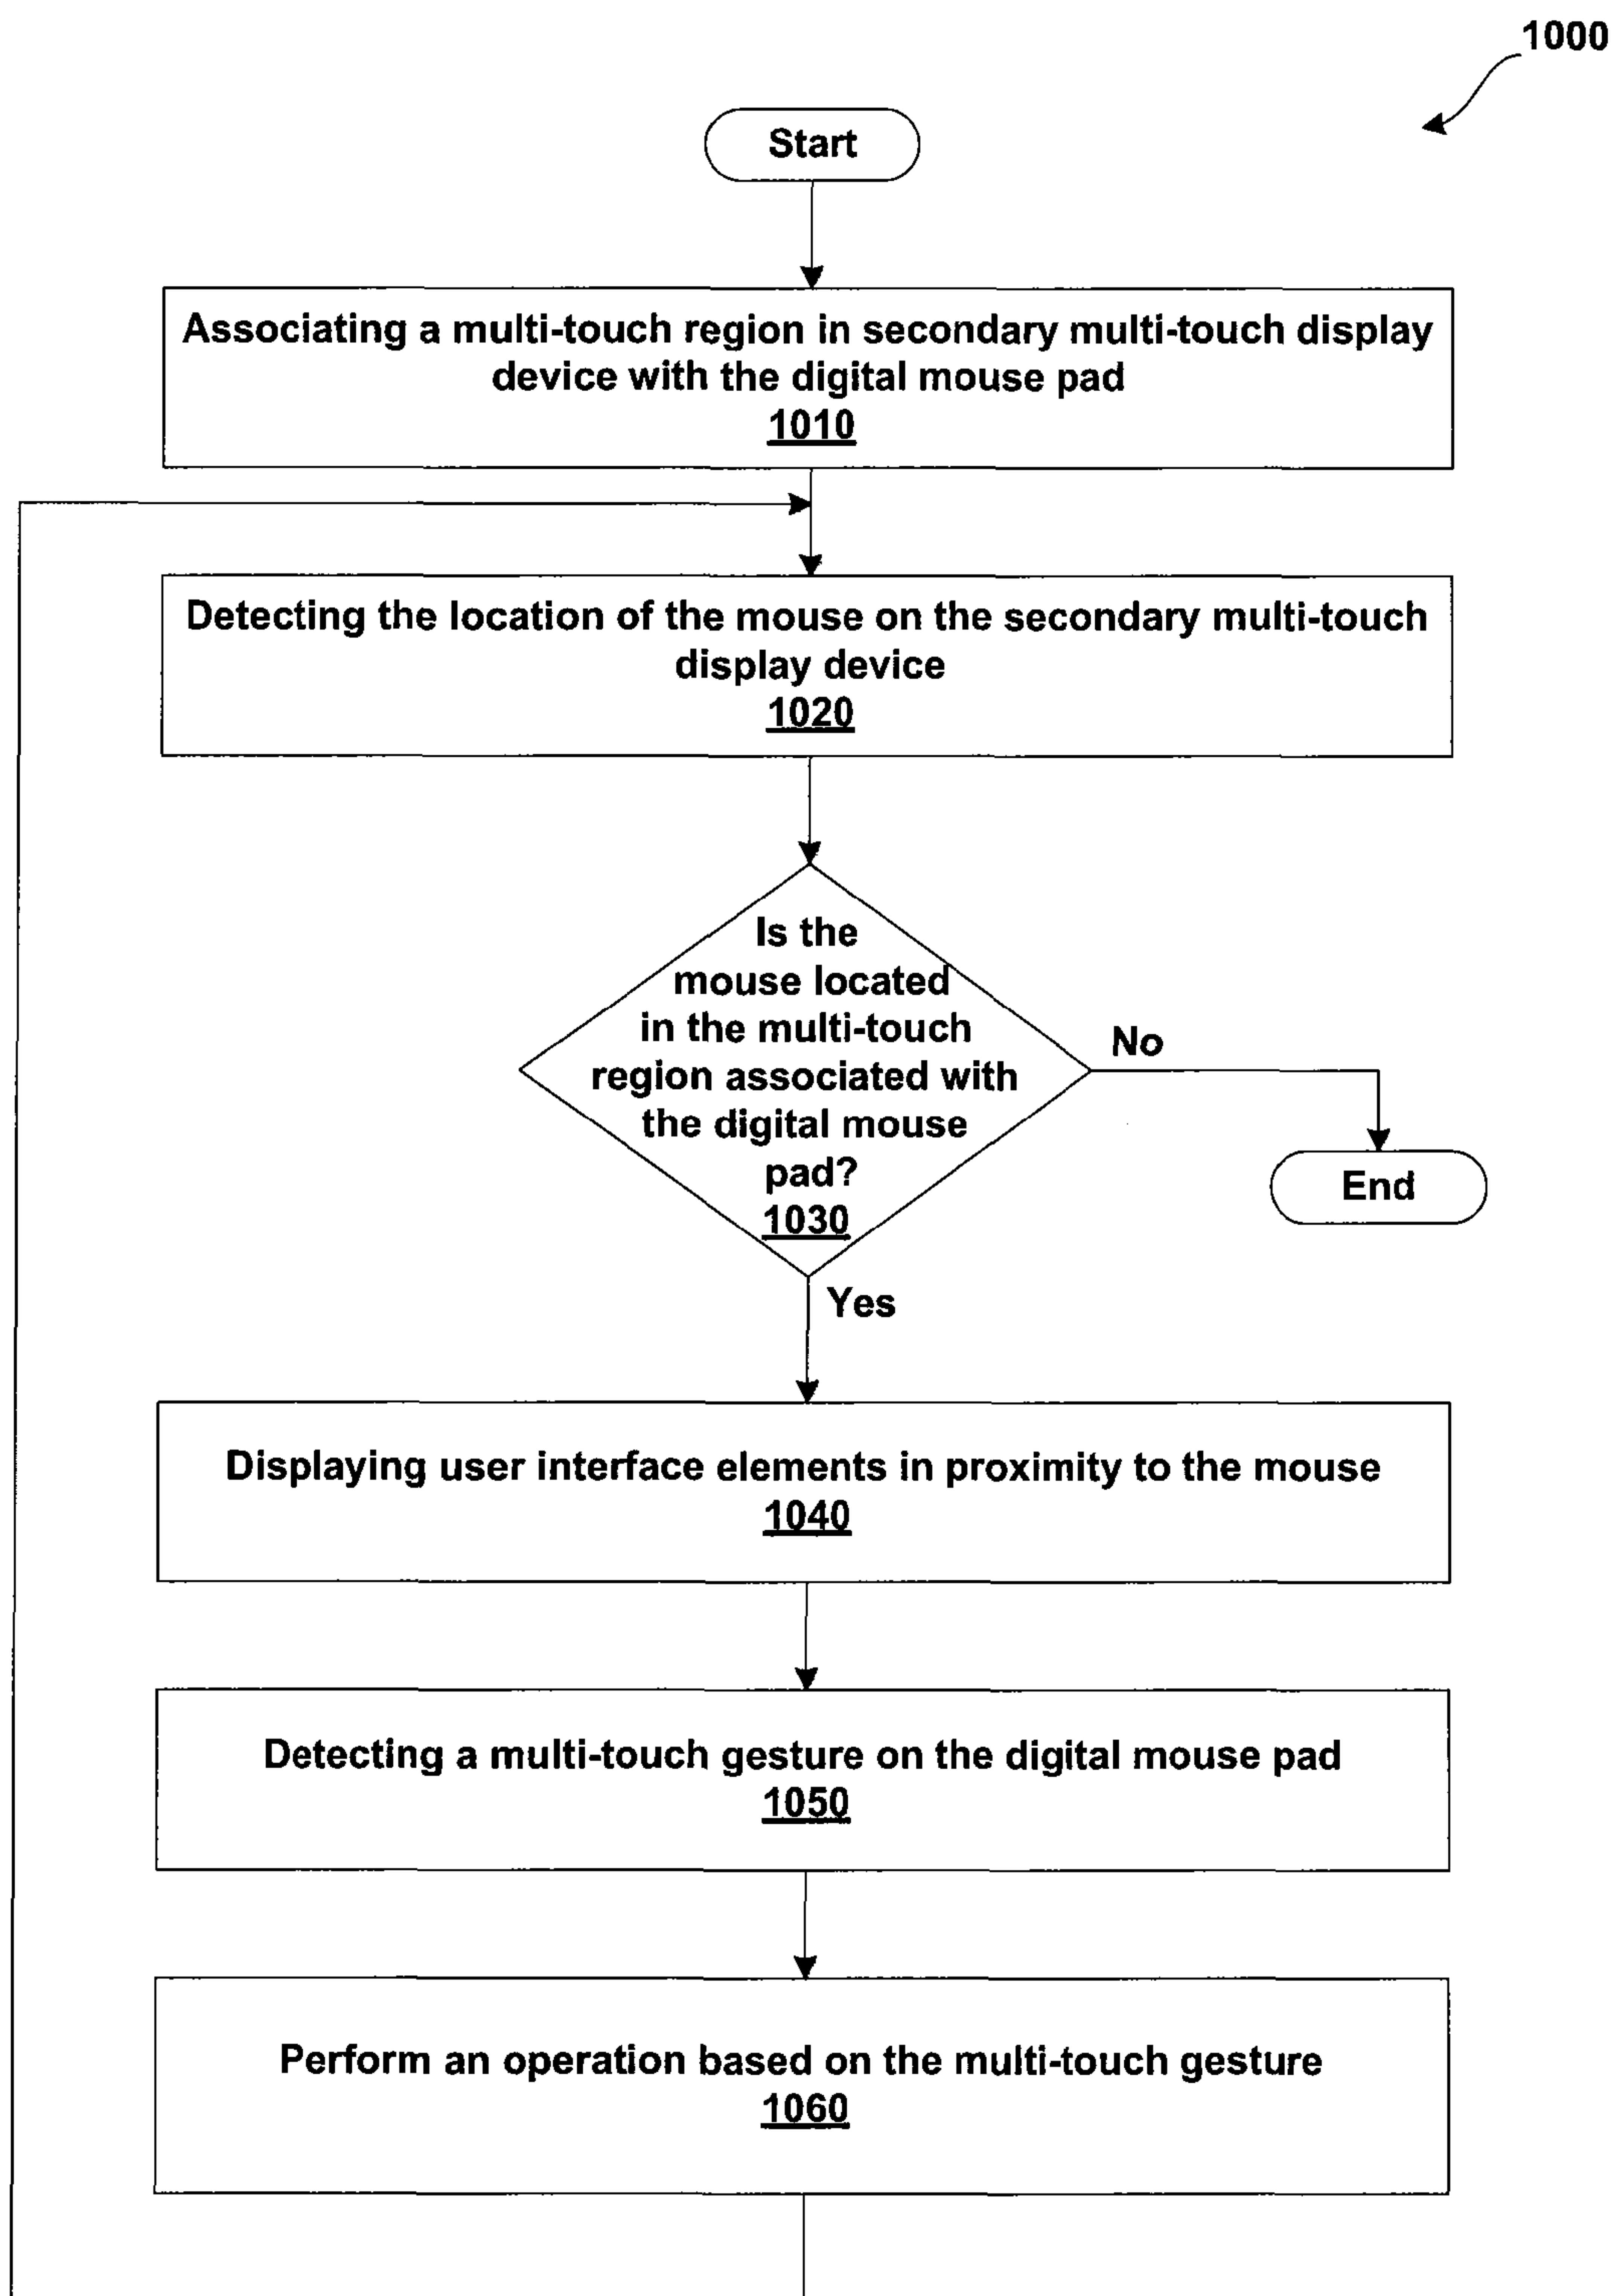 1000
Start
Associating a multi-touch region in secondary multi-touch display
device with the digital mouse pad
1010
Detecting the location of the mouse on the secondary multi-touch
display device
1020
Is the
mouse located
in the multi-touch
region associated with
the digital mouse
pad?
1030
No
End
Yes
Displaying user interface elements in proximity to the mouse
1040
Detecting a multi-touch gesture on the digital mouse pad
1050
Perform an operation based on the multi-touch gesture
1060